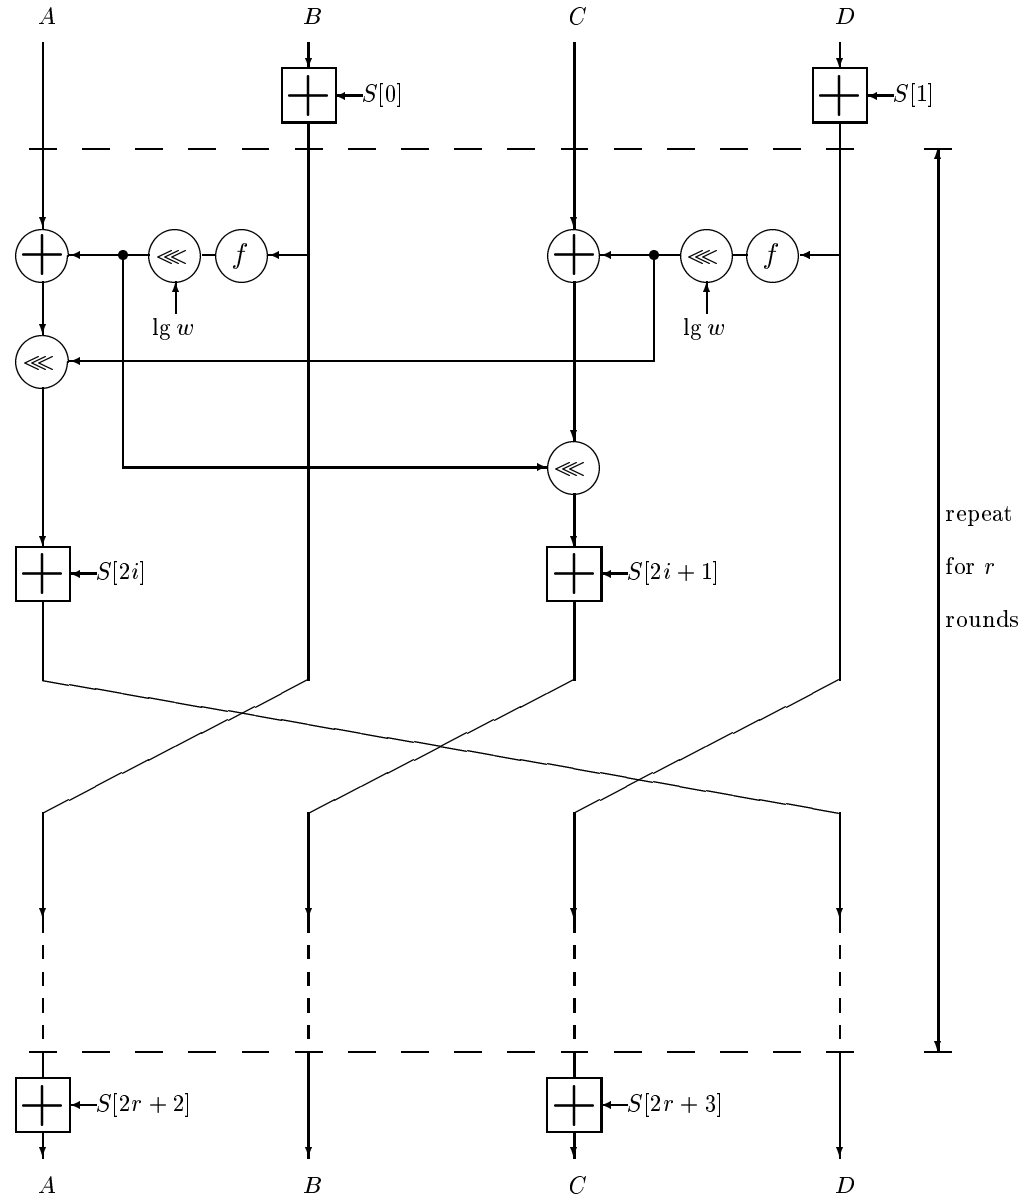 A B C D
S[0] S[1]
f f
lg w lg w
S[2i] S[2i + 1]
repeat
for r
rounds
S[2r + 2] S[2r + 3]
A B C D